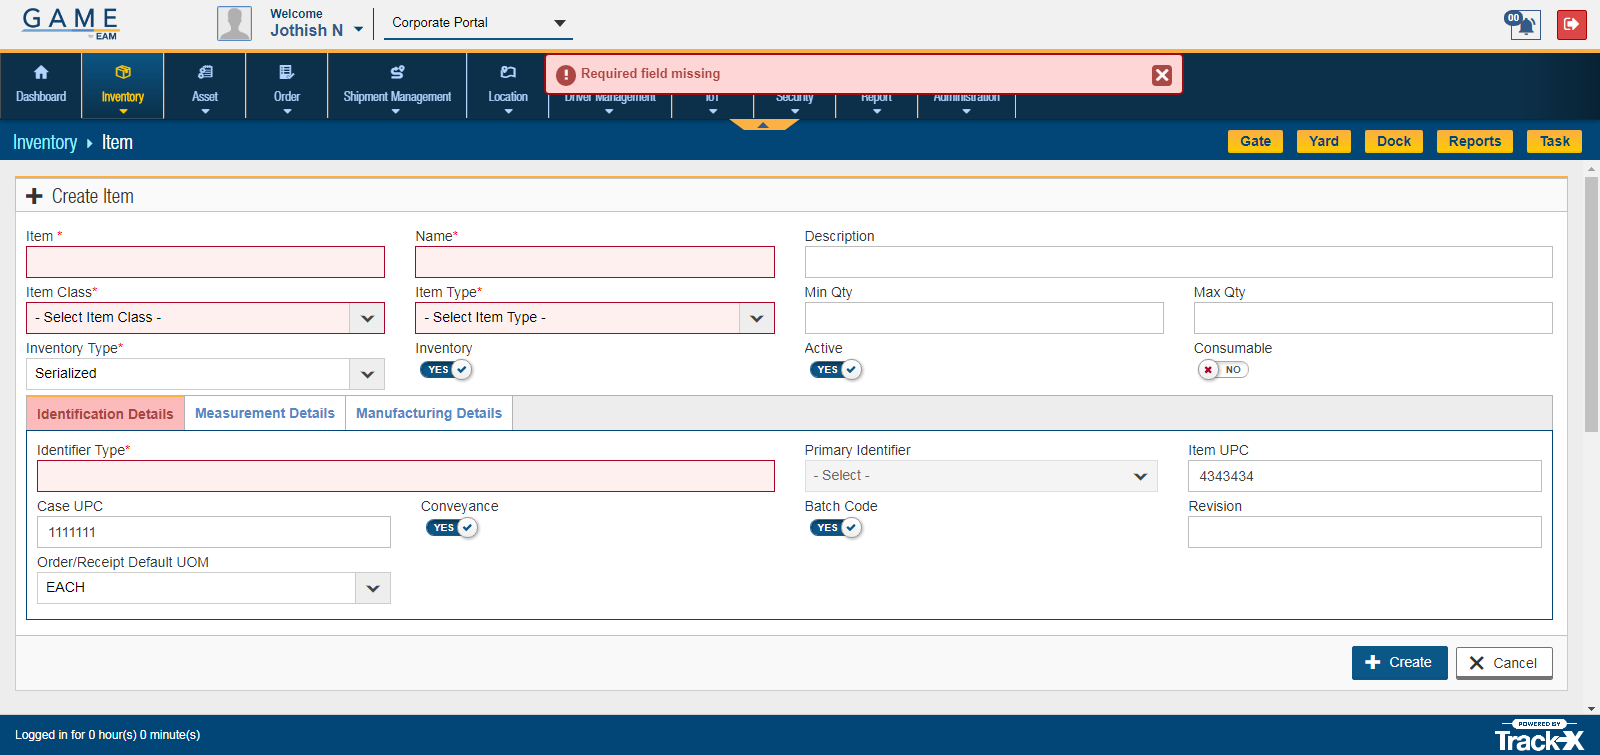 GAME
EAM
Welcome
Jothish N
Corporate Portal
00
Dashboard
Inventory
Asset
Order
Shipment Management
Location
Driver Management
IoT
Security
Report
Administration
Required field missing
Inventory Item
Gate
Yard
Dock
Reports
Task
Create Item
Item *
Name*
Description
Item Class*
Item Type*
Min Qty
Max Qty
- Select Item Class -
- Select Item Type -
Inventory Type*
Inventory
Active
Consumable
Serialized
YES
YES
NO
Identification Details
Measurement Details
Manufacturing Details
Identifier Type*
Primary Identifier
Item UPC
- Select -
4343434
Case UPC
Conveyance
Batch Code
Revision
1111111
YES
YES
Order/Receipt Default UOM
EACH
Create
Cancel
Logged in for 0 hour(s) 0 minute(s)
POWERED BY
Track-X